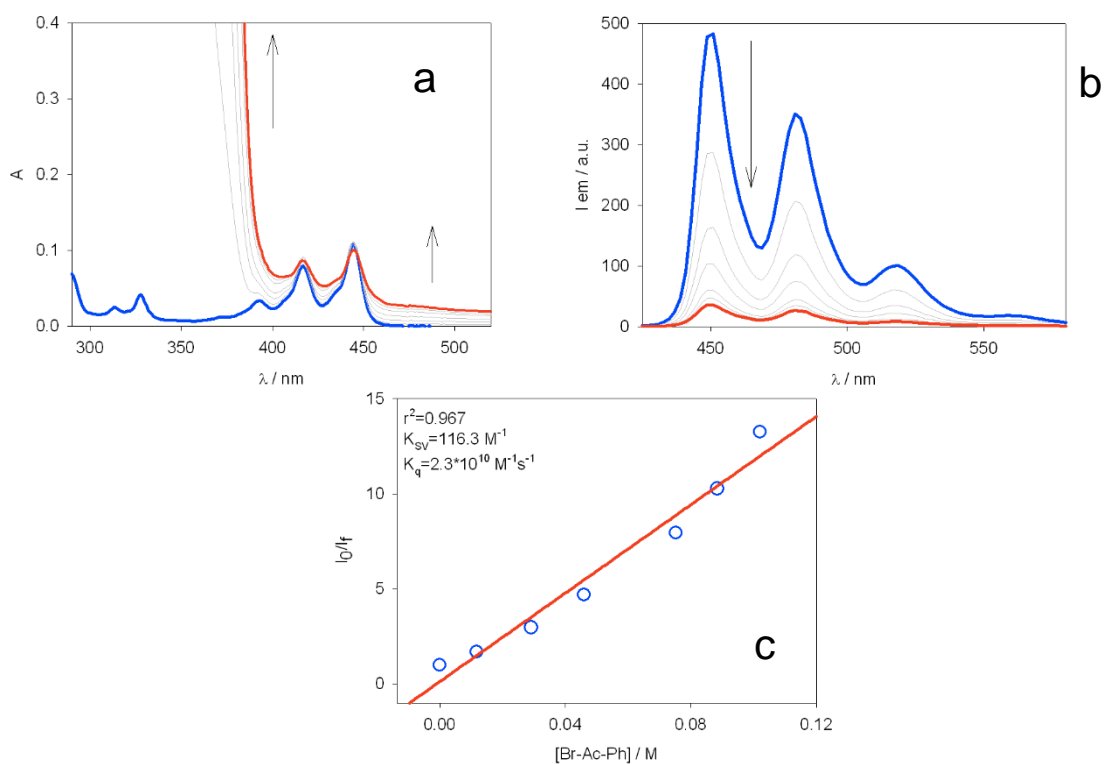 a
0.4
0.3
0.2
0.1
0.0
A
300
350
400
450
500
λ / nm
b
500
400
300
200
100
0
I em / a.u.
450
500
550
λ / nm
15
10
5
0
I₀/I_f
r²=0.967
K_SV=116.3 M⁻¹
K_q=2.3*10¹⁰ M⁻¹s⁻¹
c
0.00
0.04
0.08
0.12
[Br-Ac-Ph] / M